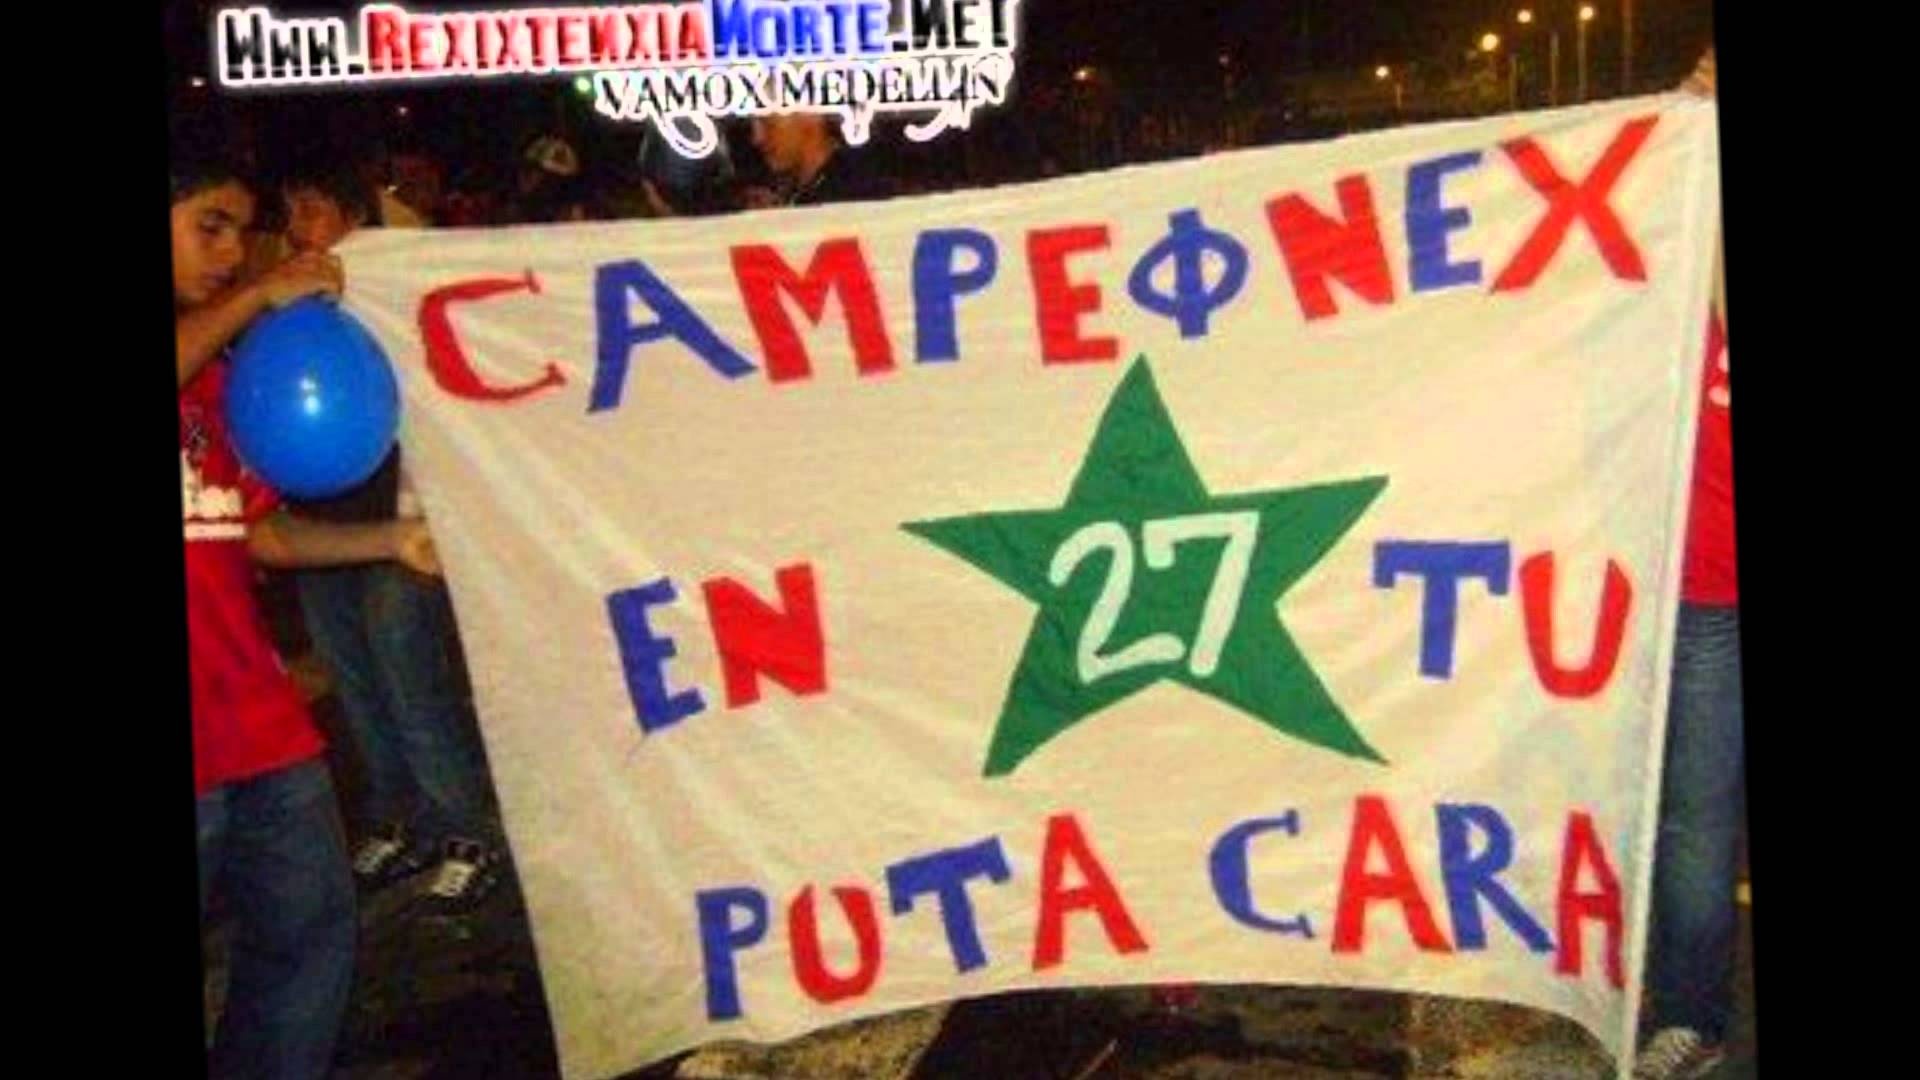 Www.RexixtenxiaNorte.Net
VAMOX MEDELLIN
CAMPEΦNEX
EN 27 TU
PUTA CARA